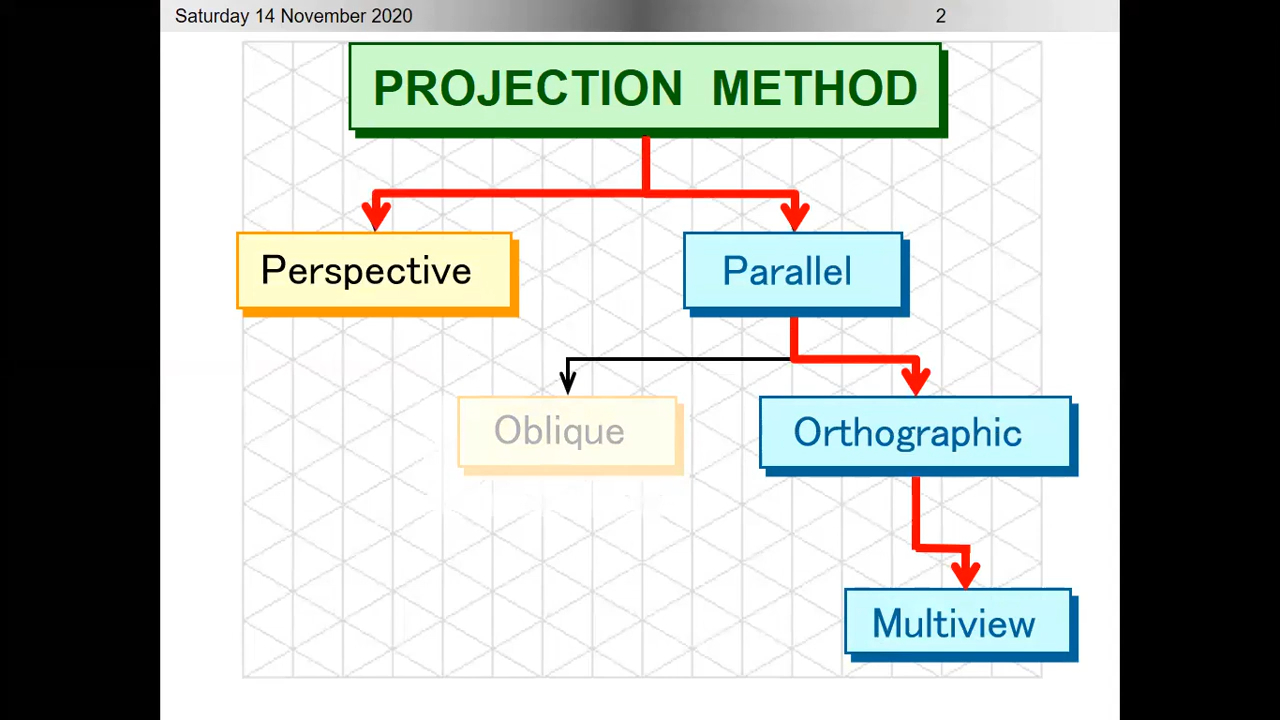 Saturday 14 November 2020
2
PROJECTION METHOD
Perspective
Parallel
Oblique
Orthographic
Multiview